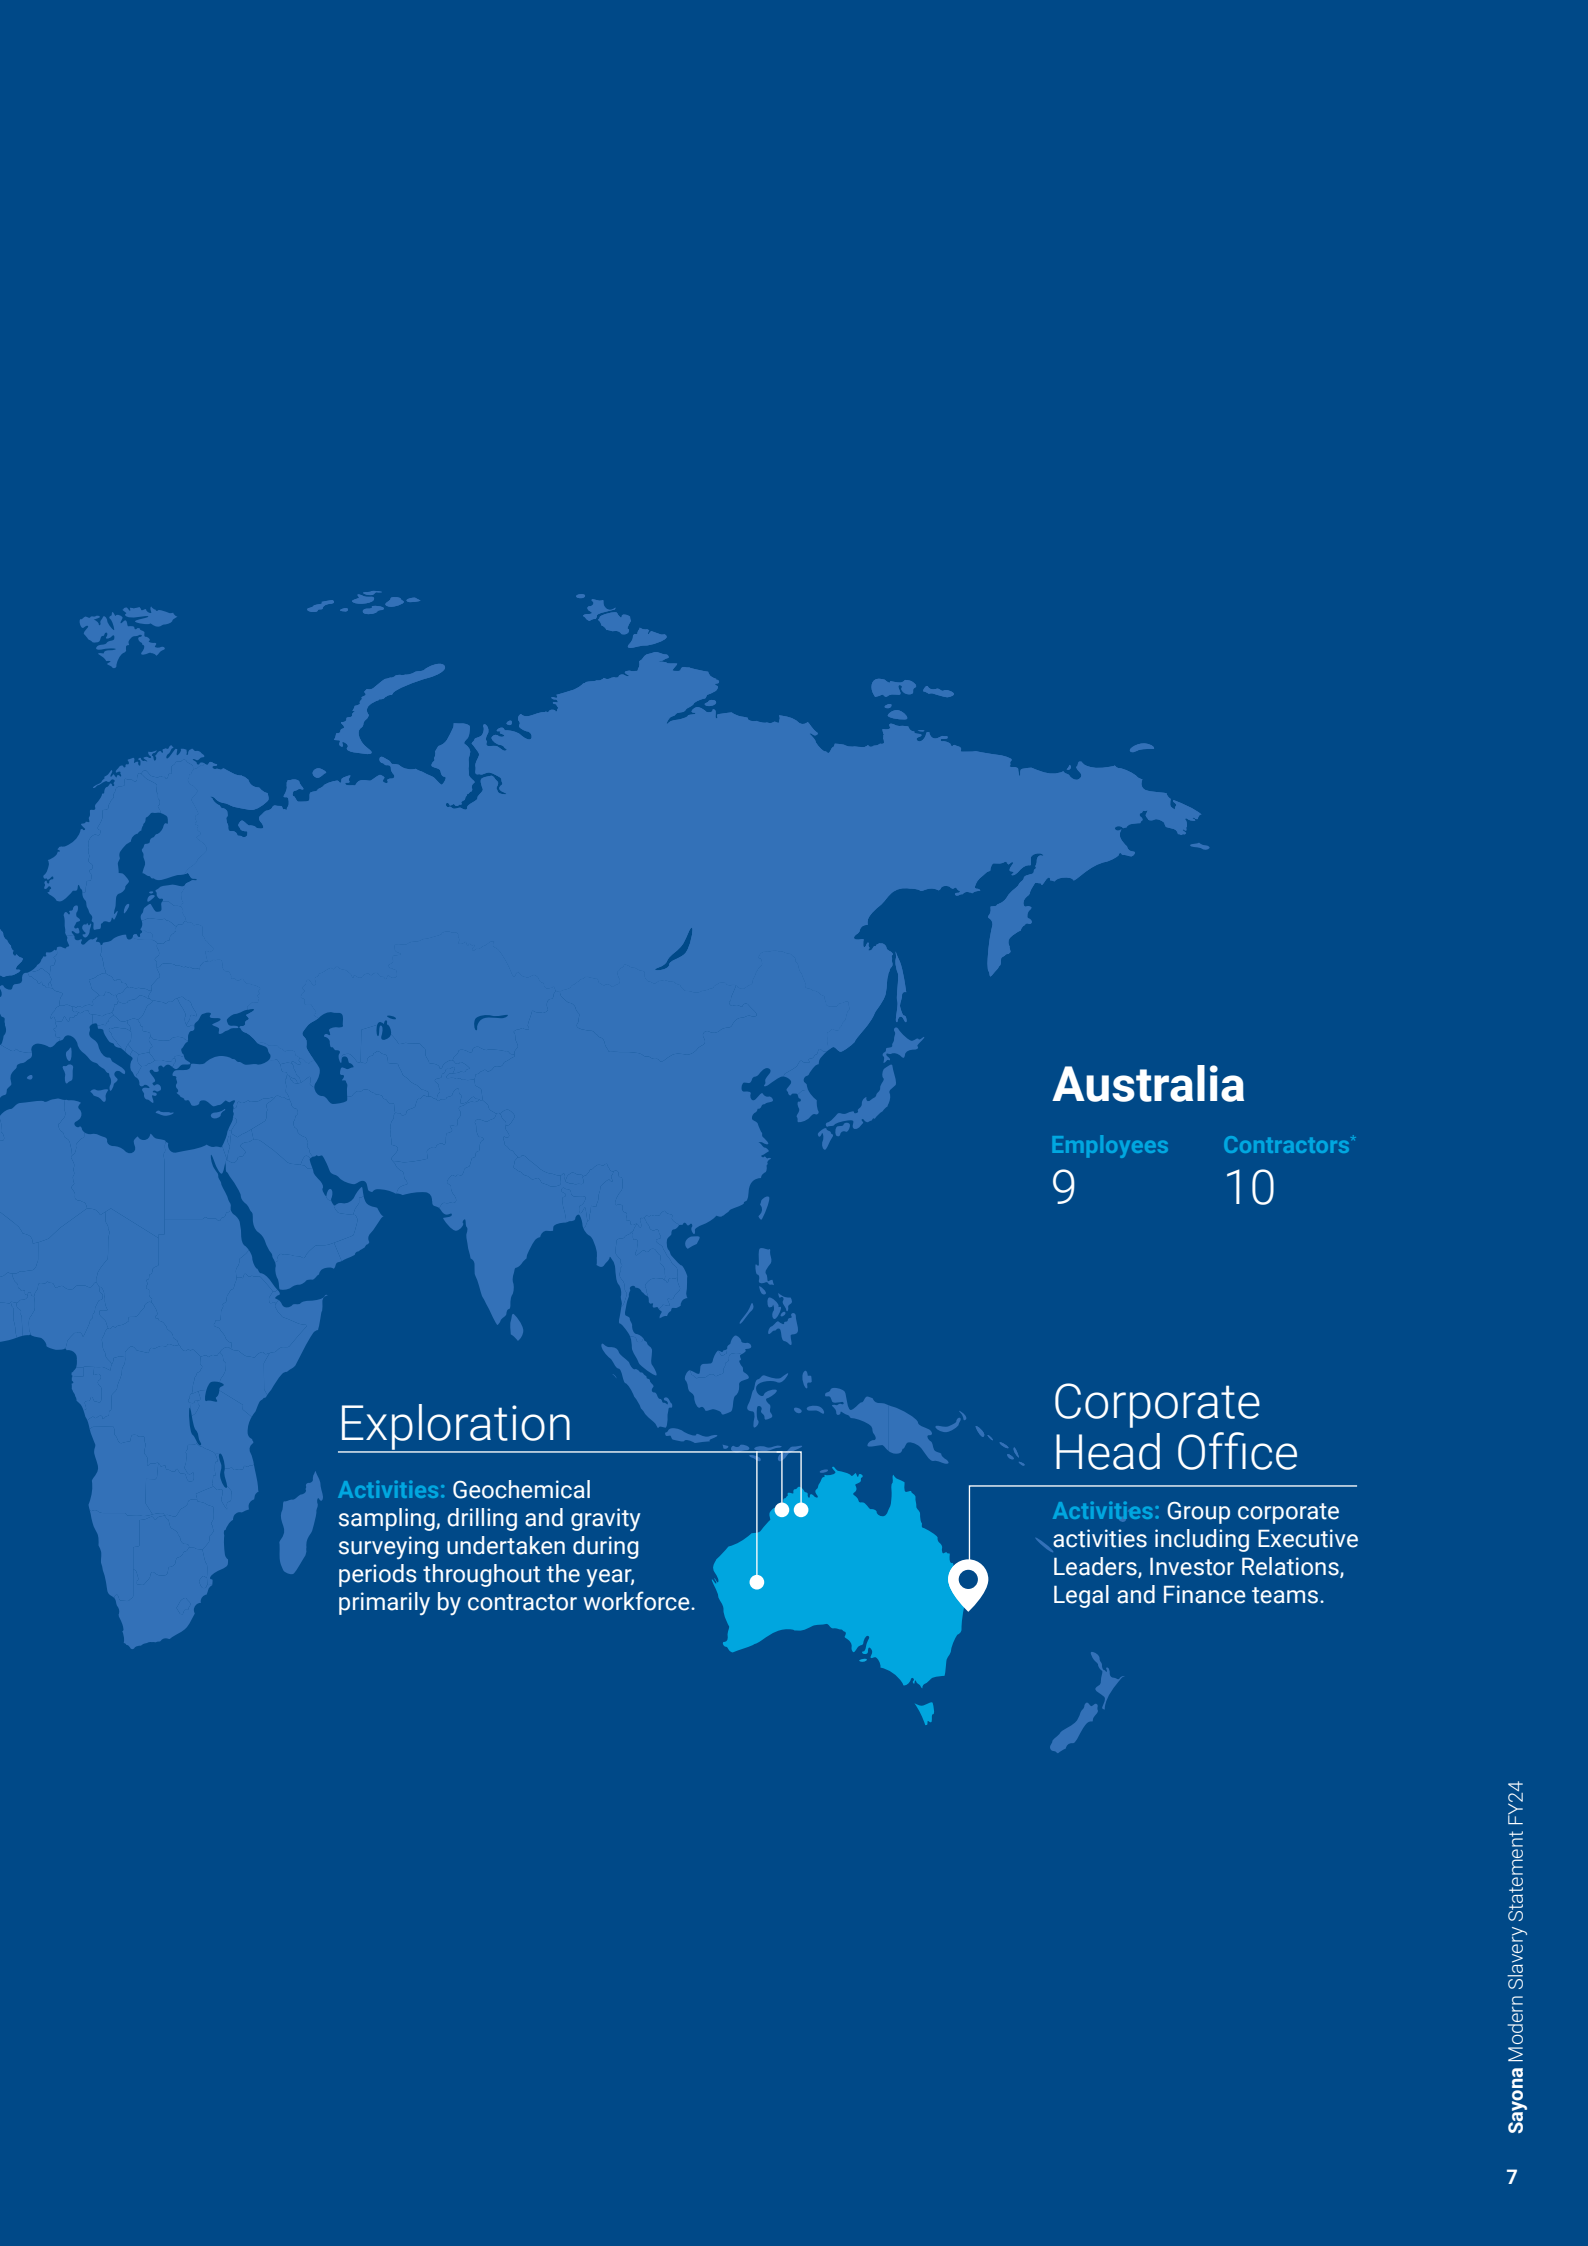 Australia
Employees Contractors*
9 10
Exploration
Activities: Geochemical
sampling, drilling and gravity
surveying undertaken during
periods throughout the year,
primarily by contractor workforce.
Corporate
Head Office
Activities: Group corporate
activities including Executive
Leaders, Investor Relations,
Legal and Finance teams.
Sayona Modern Slavery Statement FY24
7